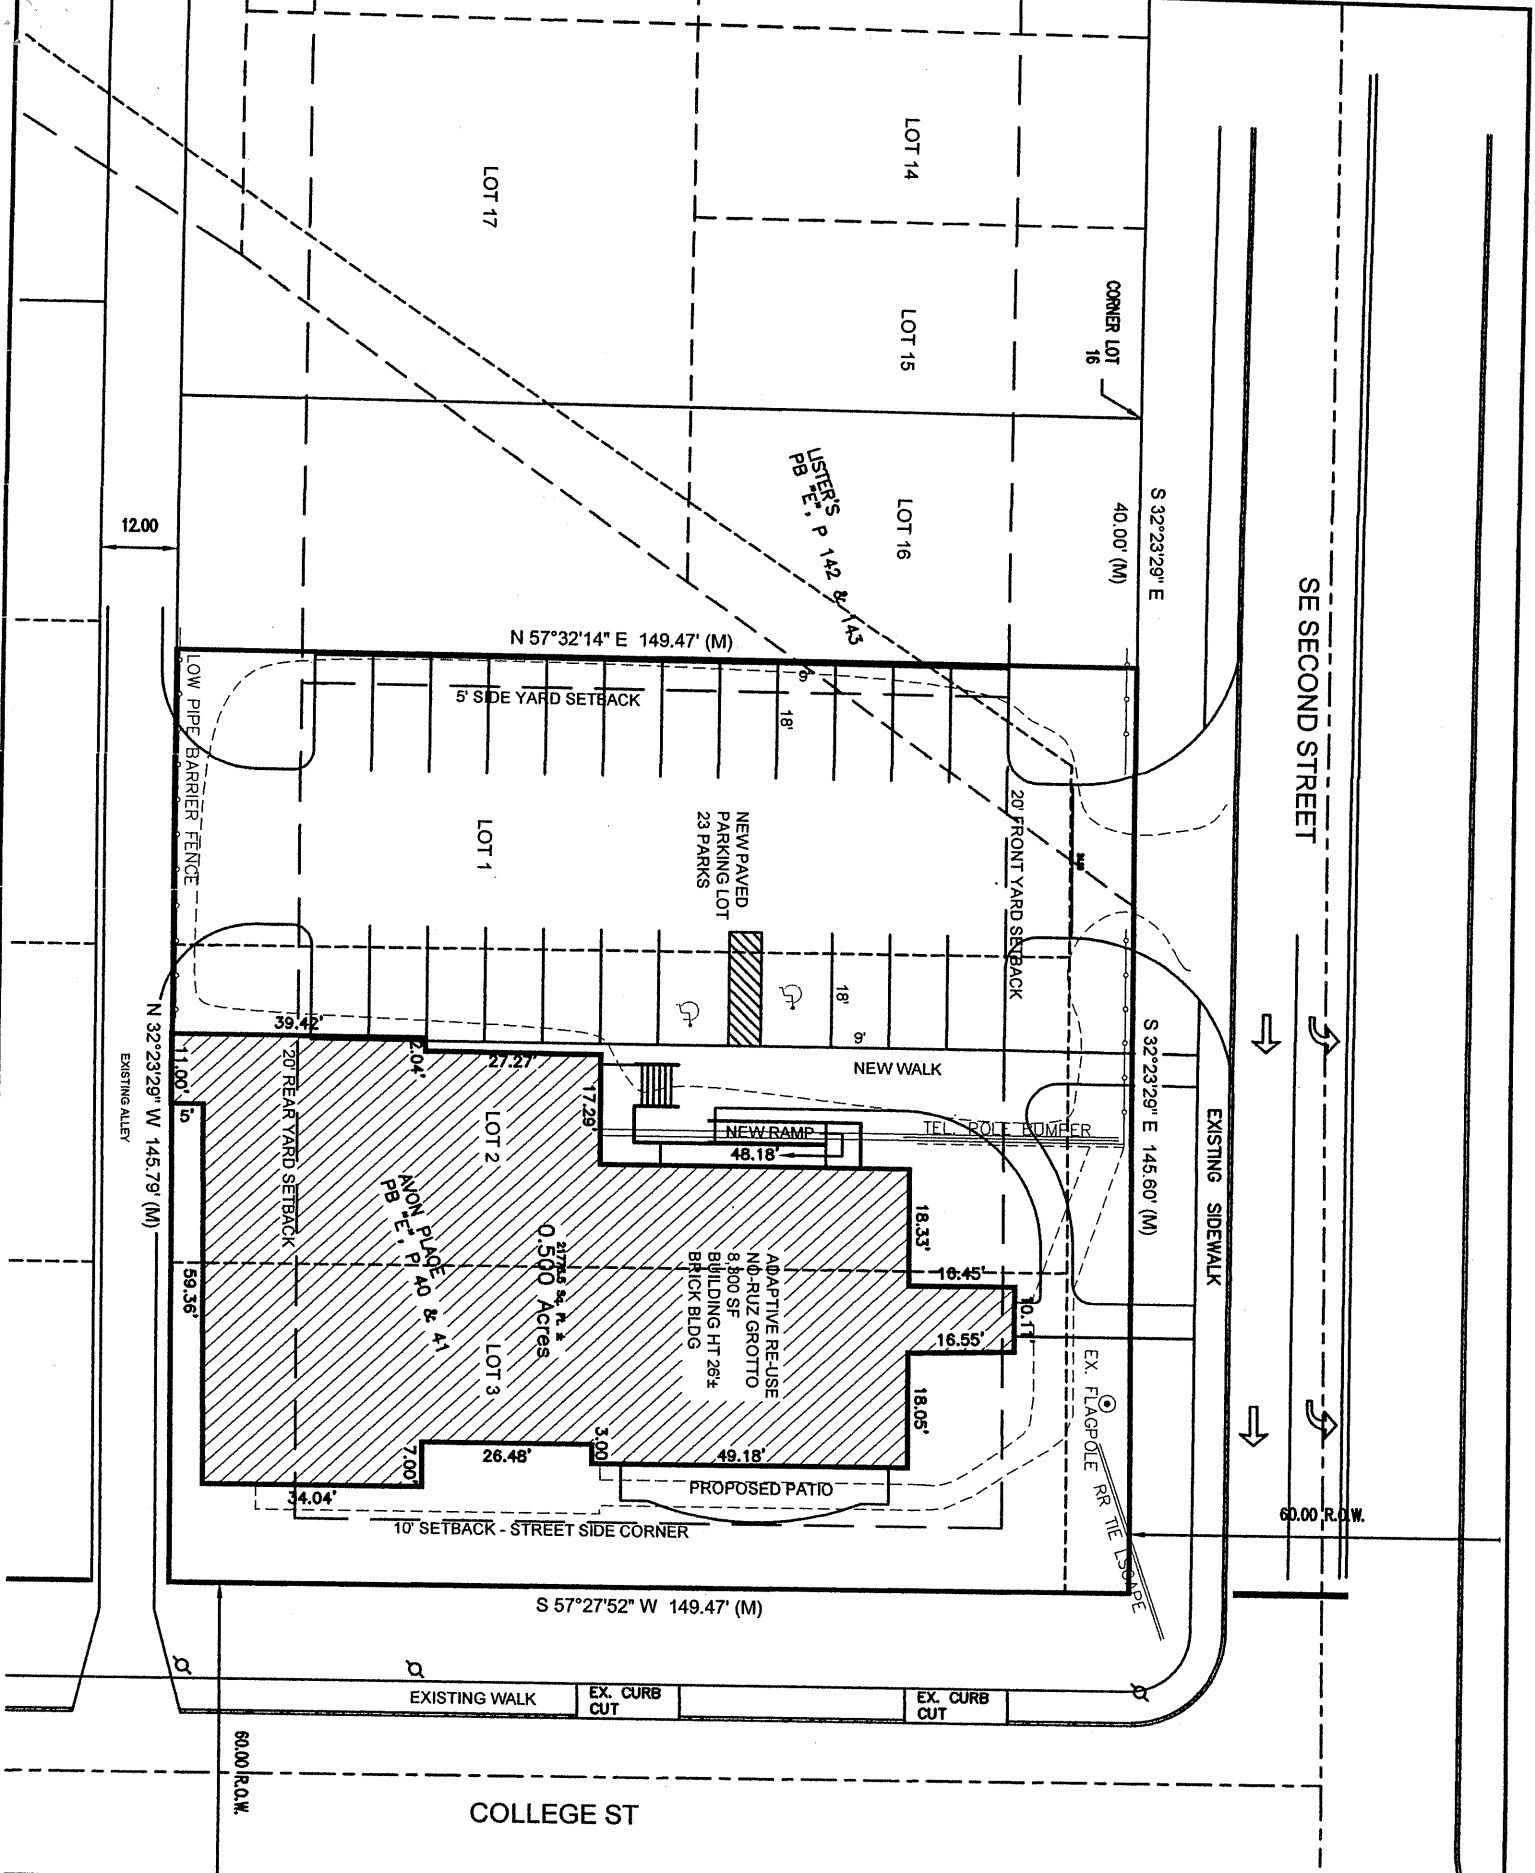 LOT 14
LOT 17
LOT 15
CORNER LOT
16
LISTER'S
PB "E", P 142 & 143
LOT 16
S 32°23'29" E
40.00' (M)
12.00
SE SECOND STREET
N 57°32'14" E 149.47' (M)
LOW PIPE BARRIER FENCE
5' SIDE YARD SETBACK
9'
18'
LOT 1
NEW PAVED
PARKING LOT
23 PARKS
20' FRONT YARD SETBACK
18'
9'
39.42'
2.04'
27.27'
11.00'
5'
17.29'
NEW WALK
NEW RAMP
48.18'
TEL. POLE BUMPER
S 32°23'29" E 145.60' (M)
EXISTING SIDEWALK
N 32°23'29" W 145.79' (M)
EXISTING ALLEY
20' REAR YARD SETBACK
LOT 2
AVON PLACE
PB "E", P 40 & 41
0.500 Acres
LOT 3
ADAPTIVE RE-USE
NO-RUZ GROTTO
8,300 SF
BUILDING HT 26'±
BRICK BLDG
18.33'
16.45'
10.11'
16.55'
18.05'
59.36'
EX. FLAGPOLE
RR TIE LSCAPE
34.04'
7.00'
26.48'
3.00
49.18'
PROPOSED PATIO
10' SETBACK - STREET SIDE CORNER
60.00 R.O.W.
S 57°27'52" W 149.47' (M)
EXISTING WALK
EX. CURB
CUT
EX. CURB
CUT
60.00 R.O.W.
COLLEGE ST